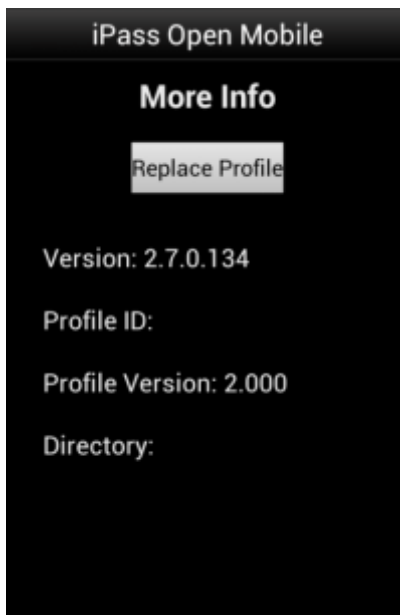 iPass Open Mobile
More Info
Replace Profile
Version: 2.7.0.134
Profile ID:
Profile Version: 2.000
Directory: